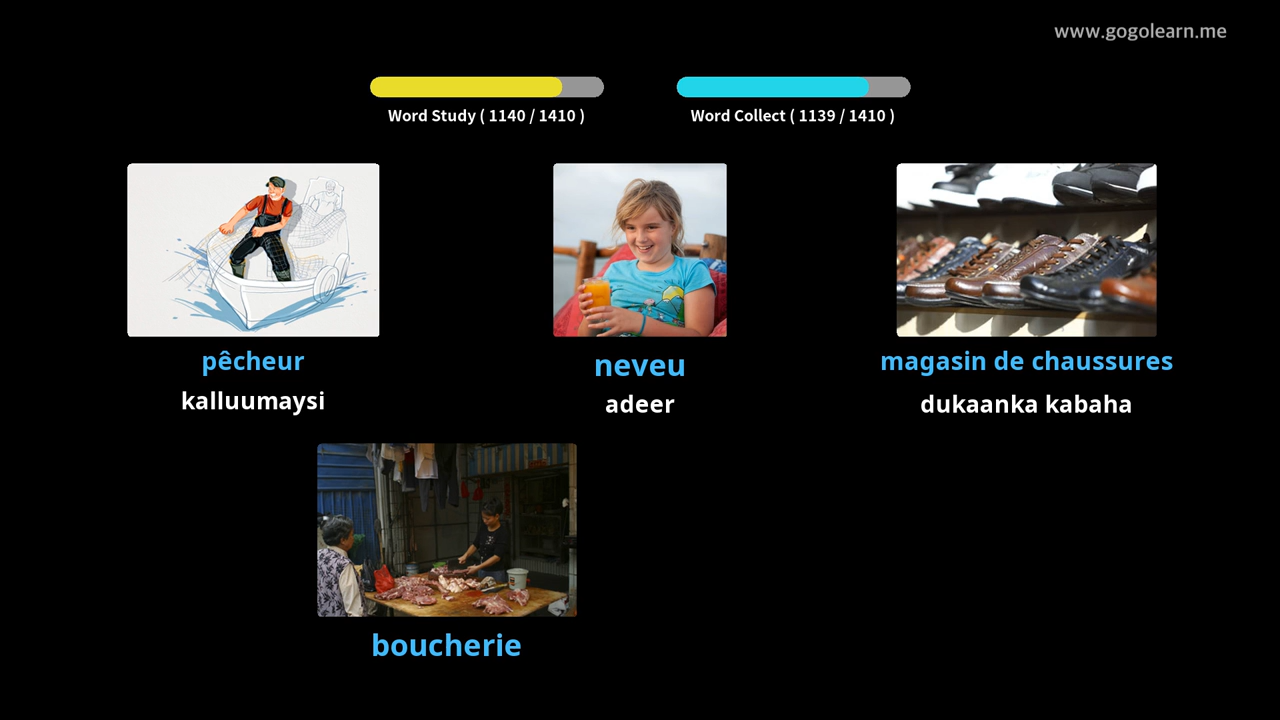 www.gogolearn.me
Word Study ( 1140 / 1410 )
Word Collect ( 1139 / 1410 )
pêcheur
kalluumaysi
neveu
adeer
magasin de chaussures
dukaanka kabaha
boucherie